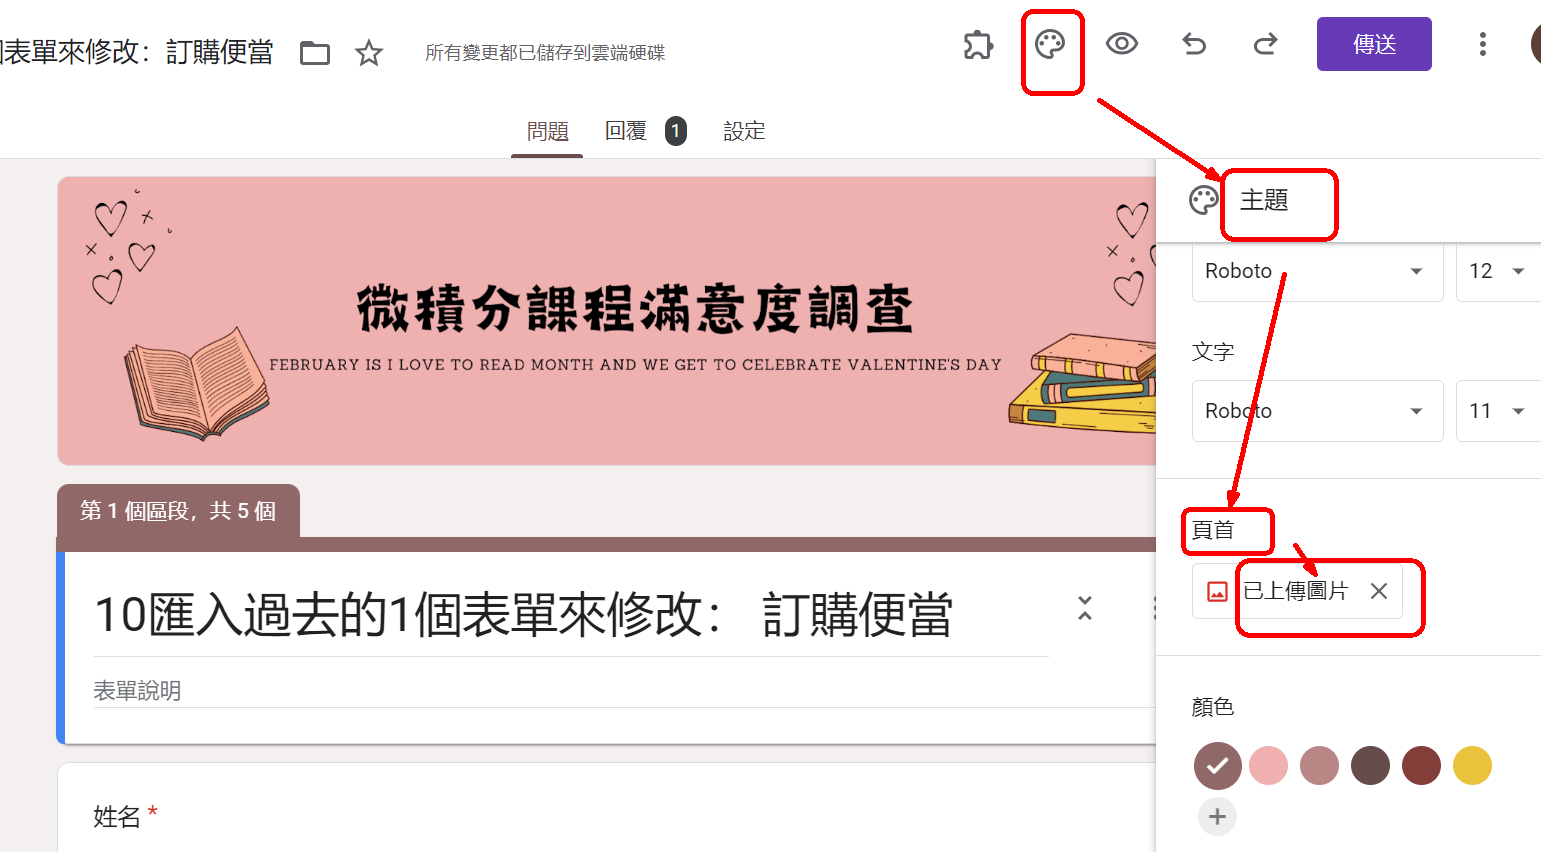 表單來修改：訂購便當
所有變更都已儲存到雲端硬碟
傳送
問題
回覆
1
設定
微積分課程滿意度調查
FEBRUARY IS I LOVE TO READ MONTH AND WE GET TO CELEBRATE VALENTINE'S DAY
第 1 個區段，共 5 個
10匯入過去的1個表單來修改： 訂購便當
表單說明
姓名 *
主題
Roboto
12
文字
Roboto
11
頁首
已上傳圖片
顏色